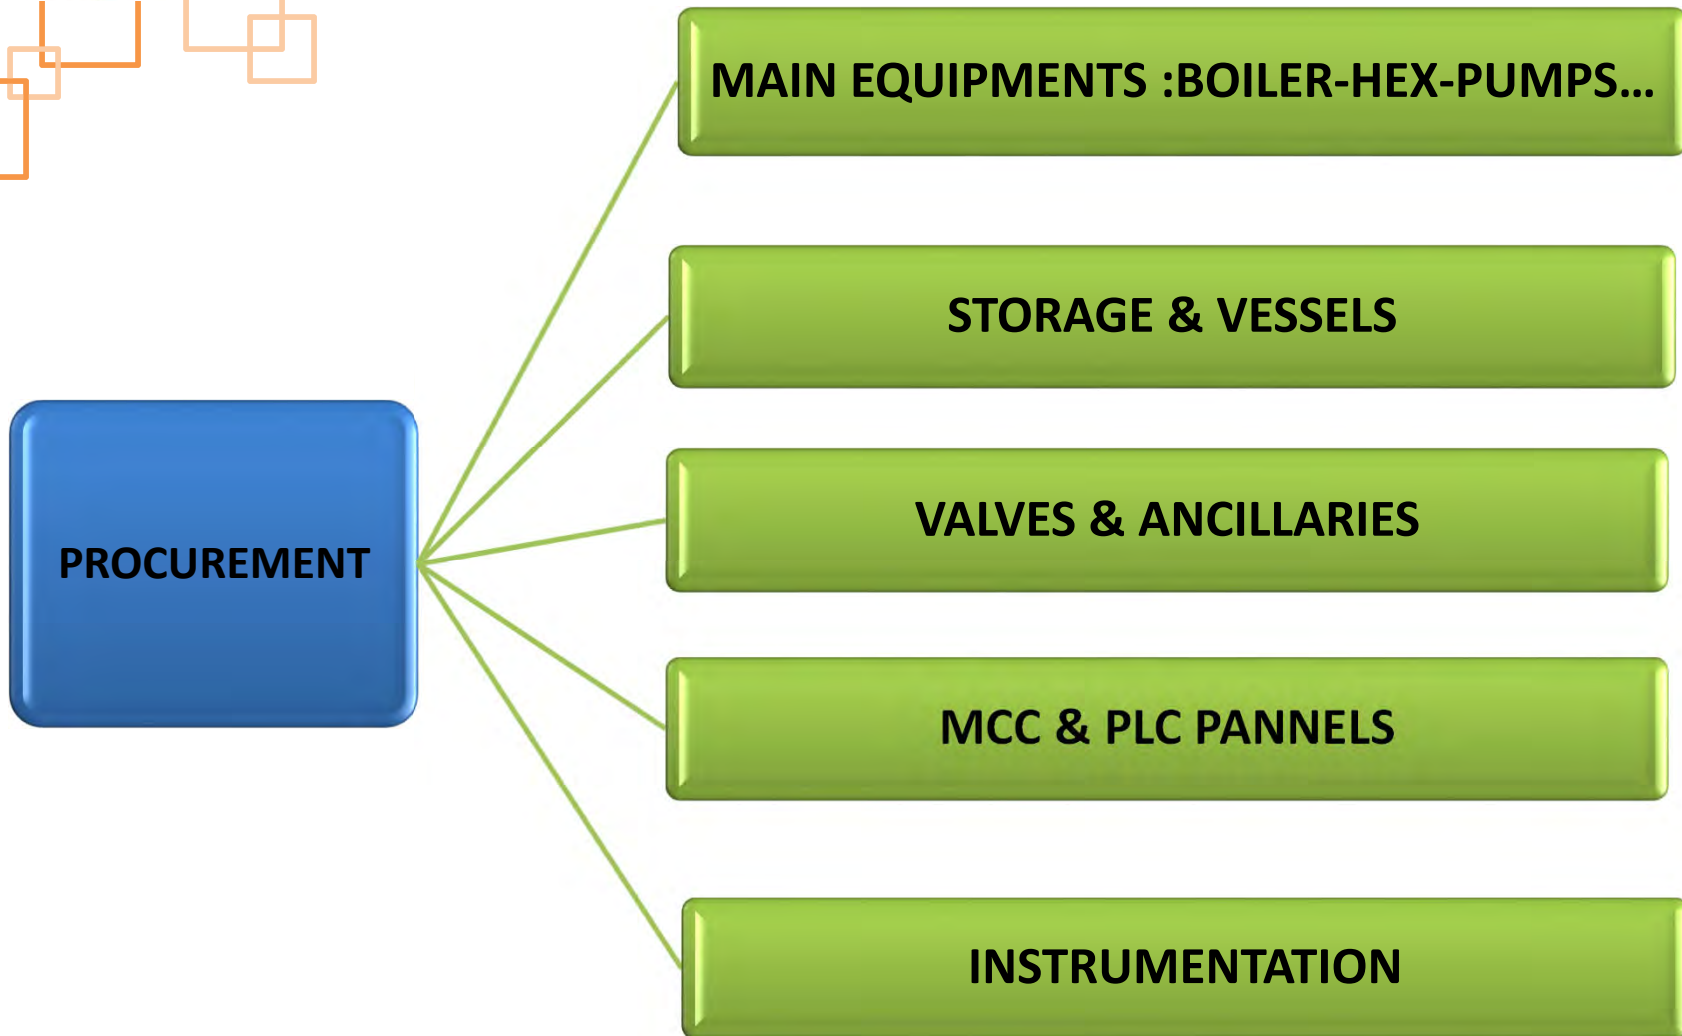 MAIN EQUIPMENTS :BOILER-HEX-PUMPS...
STORAGE & VESSELS
VALVES & ANCILLARIES
PROCUREMENT
MCC & PLC PANNELS
INSTRUMENTATION